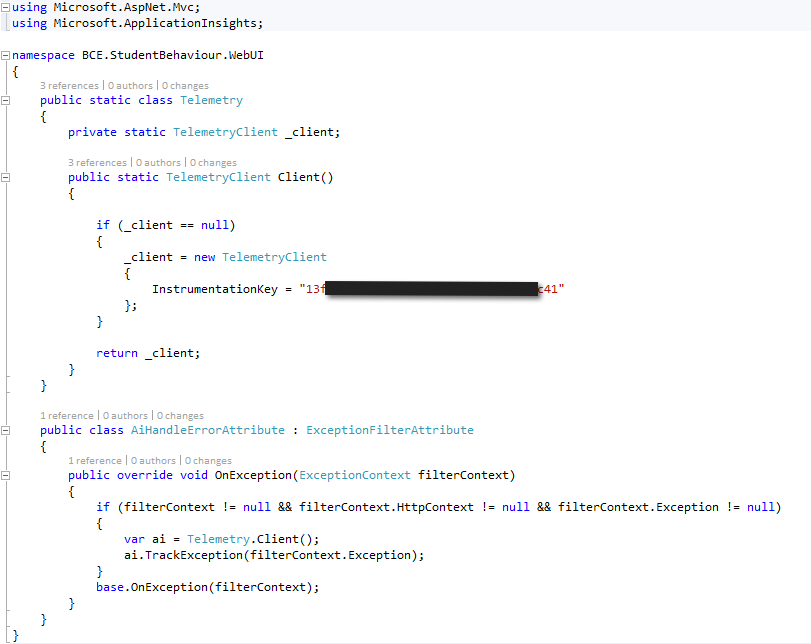 using Microsoft.AspNet.Mvc;
using Microsoft.ApplicationInsights;
namespace BCE.StudentBehaviour.WebUI
{
3 references | 0 authors | 0 changes
public static class Telemetry
{
private static TelemetryClient _client;
3 references | 0 authors | 0 changes
public static TelemetryClient Client()
{
if (_client == null)
{
_client = new TelemetryClient
{
InstrumentationKey = "13f c41"
};
}
return _client;
}
}
1 reference | 0 authors | 0 changes
public class AiHandleErrorAttribute : ExceptionFilterAttribute
{
1 reference | 0 authors | 0 changes
public override void OnException(ExceptionContext filterContext)
{
if (filterContext != null && filterContext.HttpContext != null && filterContext.Exception != null)
{
var ai = Telemetry.Client();
ai.TrackException(filterContext.Exception);
}
base.OnException(filterContext);
}
}
}